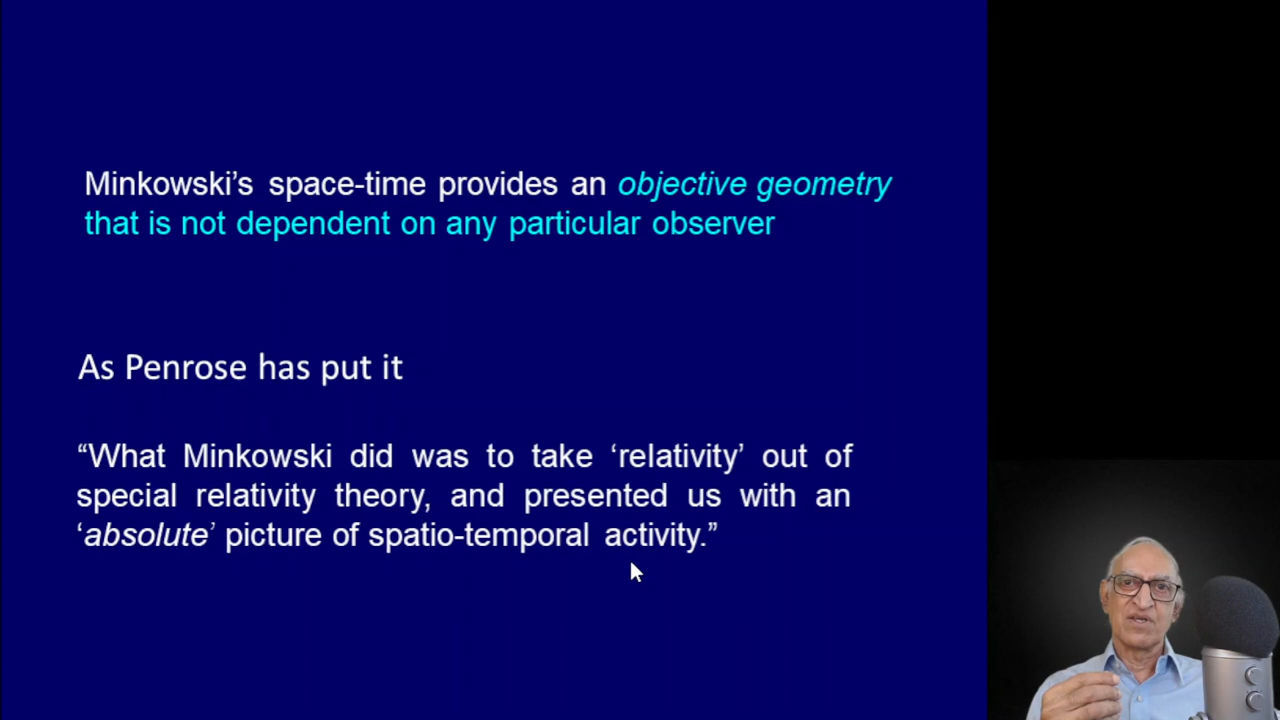 Minkowski’s space-time provides an objective geometry
that is not dependent on any particular observer
As Penrose has put it
“What Minkowski did was to take ‘relativity’ out of
special relativity theory, and presented us with an
‘absolute’ picture of spatio-temporal activity.”